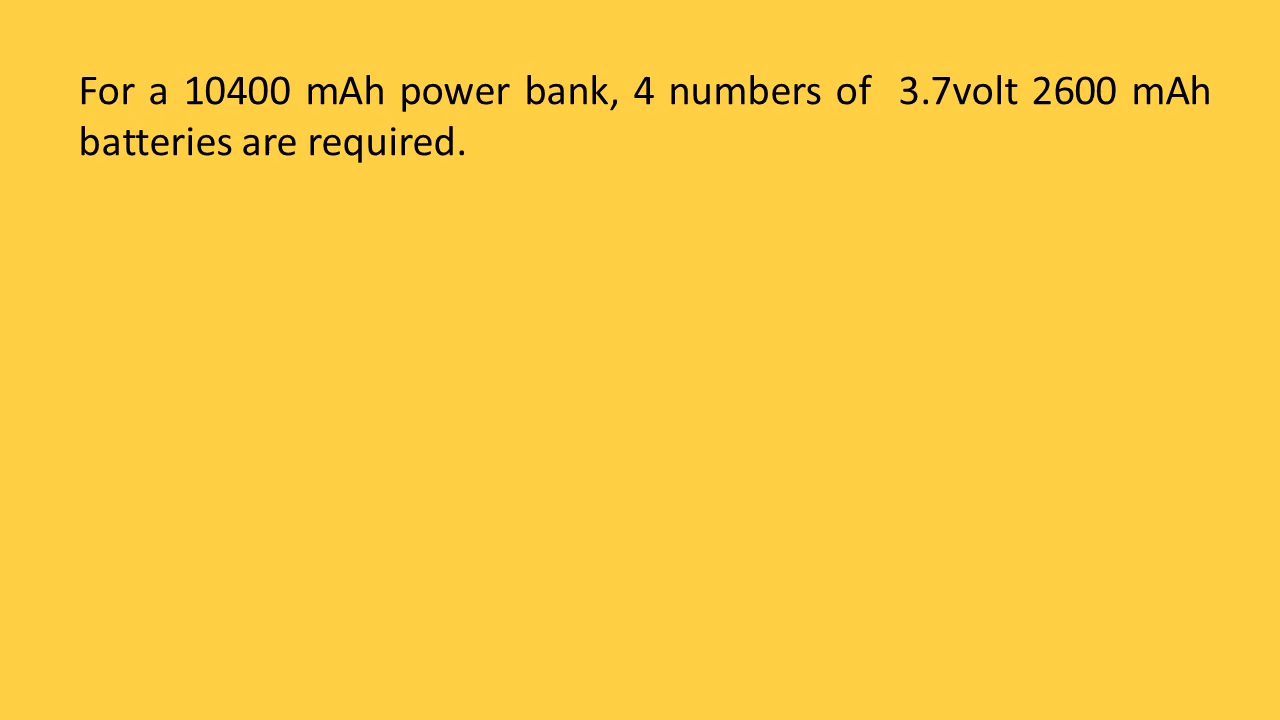 For a 10400 mAh power bank, 4 numbers of  3.7volt 2600 mAh
batteries are required.